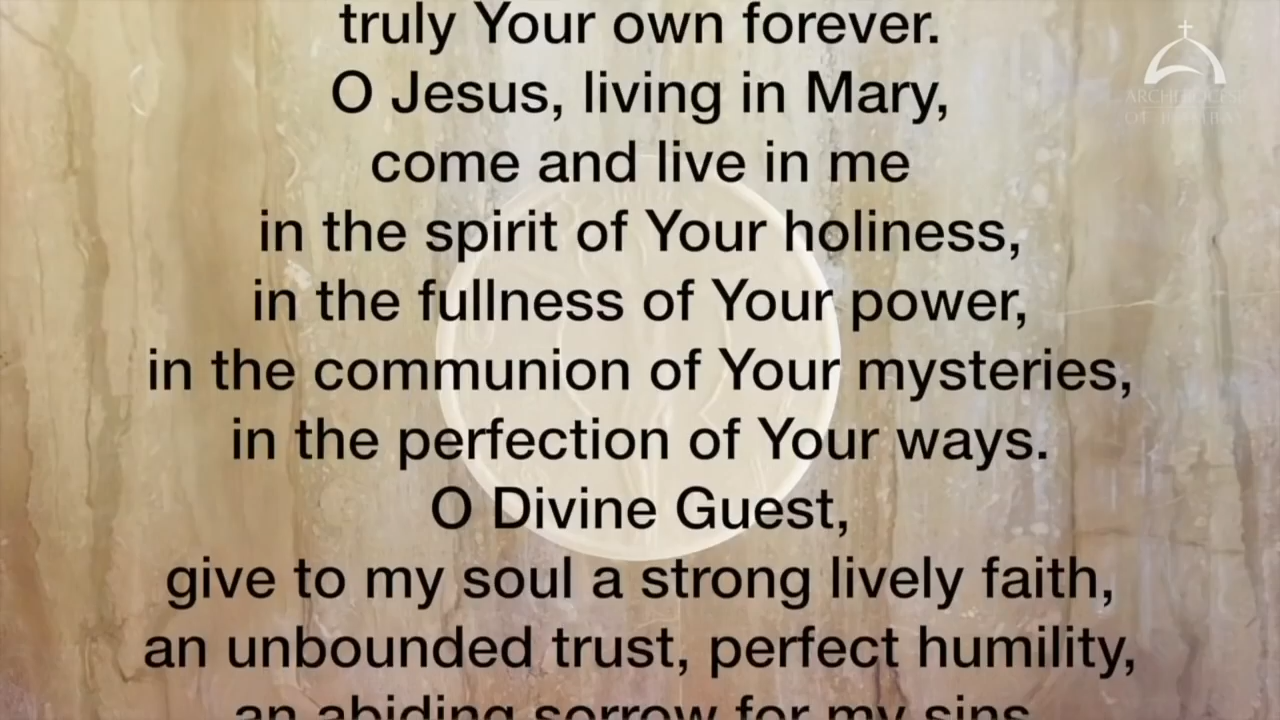 truly Your own forever.
O Jesus, living in Mary,
come and live in me
in the spirit of Your holiness,
in the fullness of Your power,
in the communion of Your mysteries,
in the perfection of Your ways.
O Divine Guest,
give to my soul a strong lively faith,
an unbounded trust, perfect humility,
an abiding sorrow for my sins
ARCHDIOCESE
OF BOMBAY